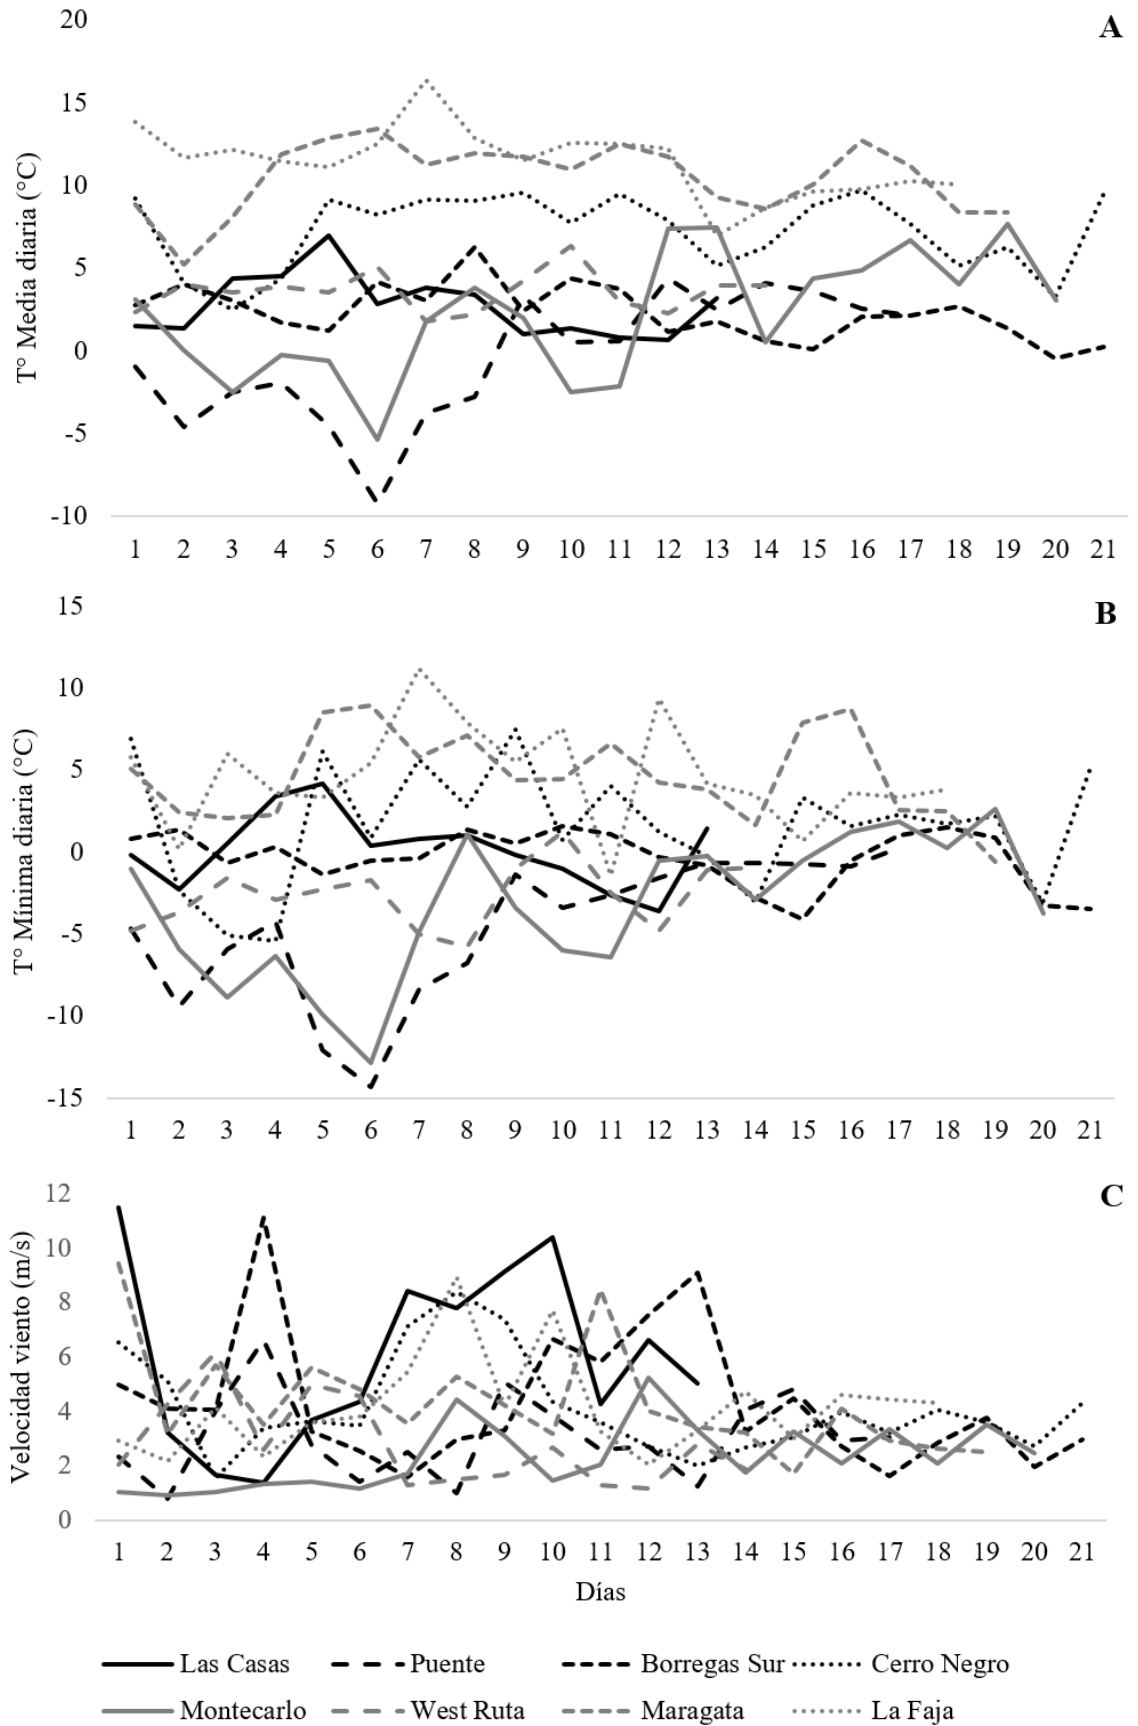 A
T° Media diaria (°C)
20
15
10
5
0
-5
-10
1 2 3 4 5 6 7 8 9 10 11 12 13 14 15 16 17 18 19 20 21
B
T° Mínima diaria (°C)
15
10
5
0
-5
-10
-15
1 2 3 4 5 6 7 8 9 10 11 12 13 14 15 16 17 18 19 20 21
C
Velocidad viento (m/s)
12
10
8
6
4
2
0
1 2 3 4 5 6 7 8 9 10 11 12 13 14 15 16 17 18 19 20 21
Días
Las Casas Puente Borregas Sur Cerro Negro
Montecarlo West Ruta Maragata La Faja